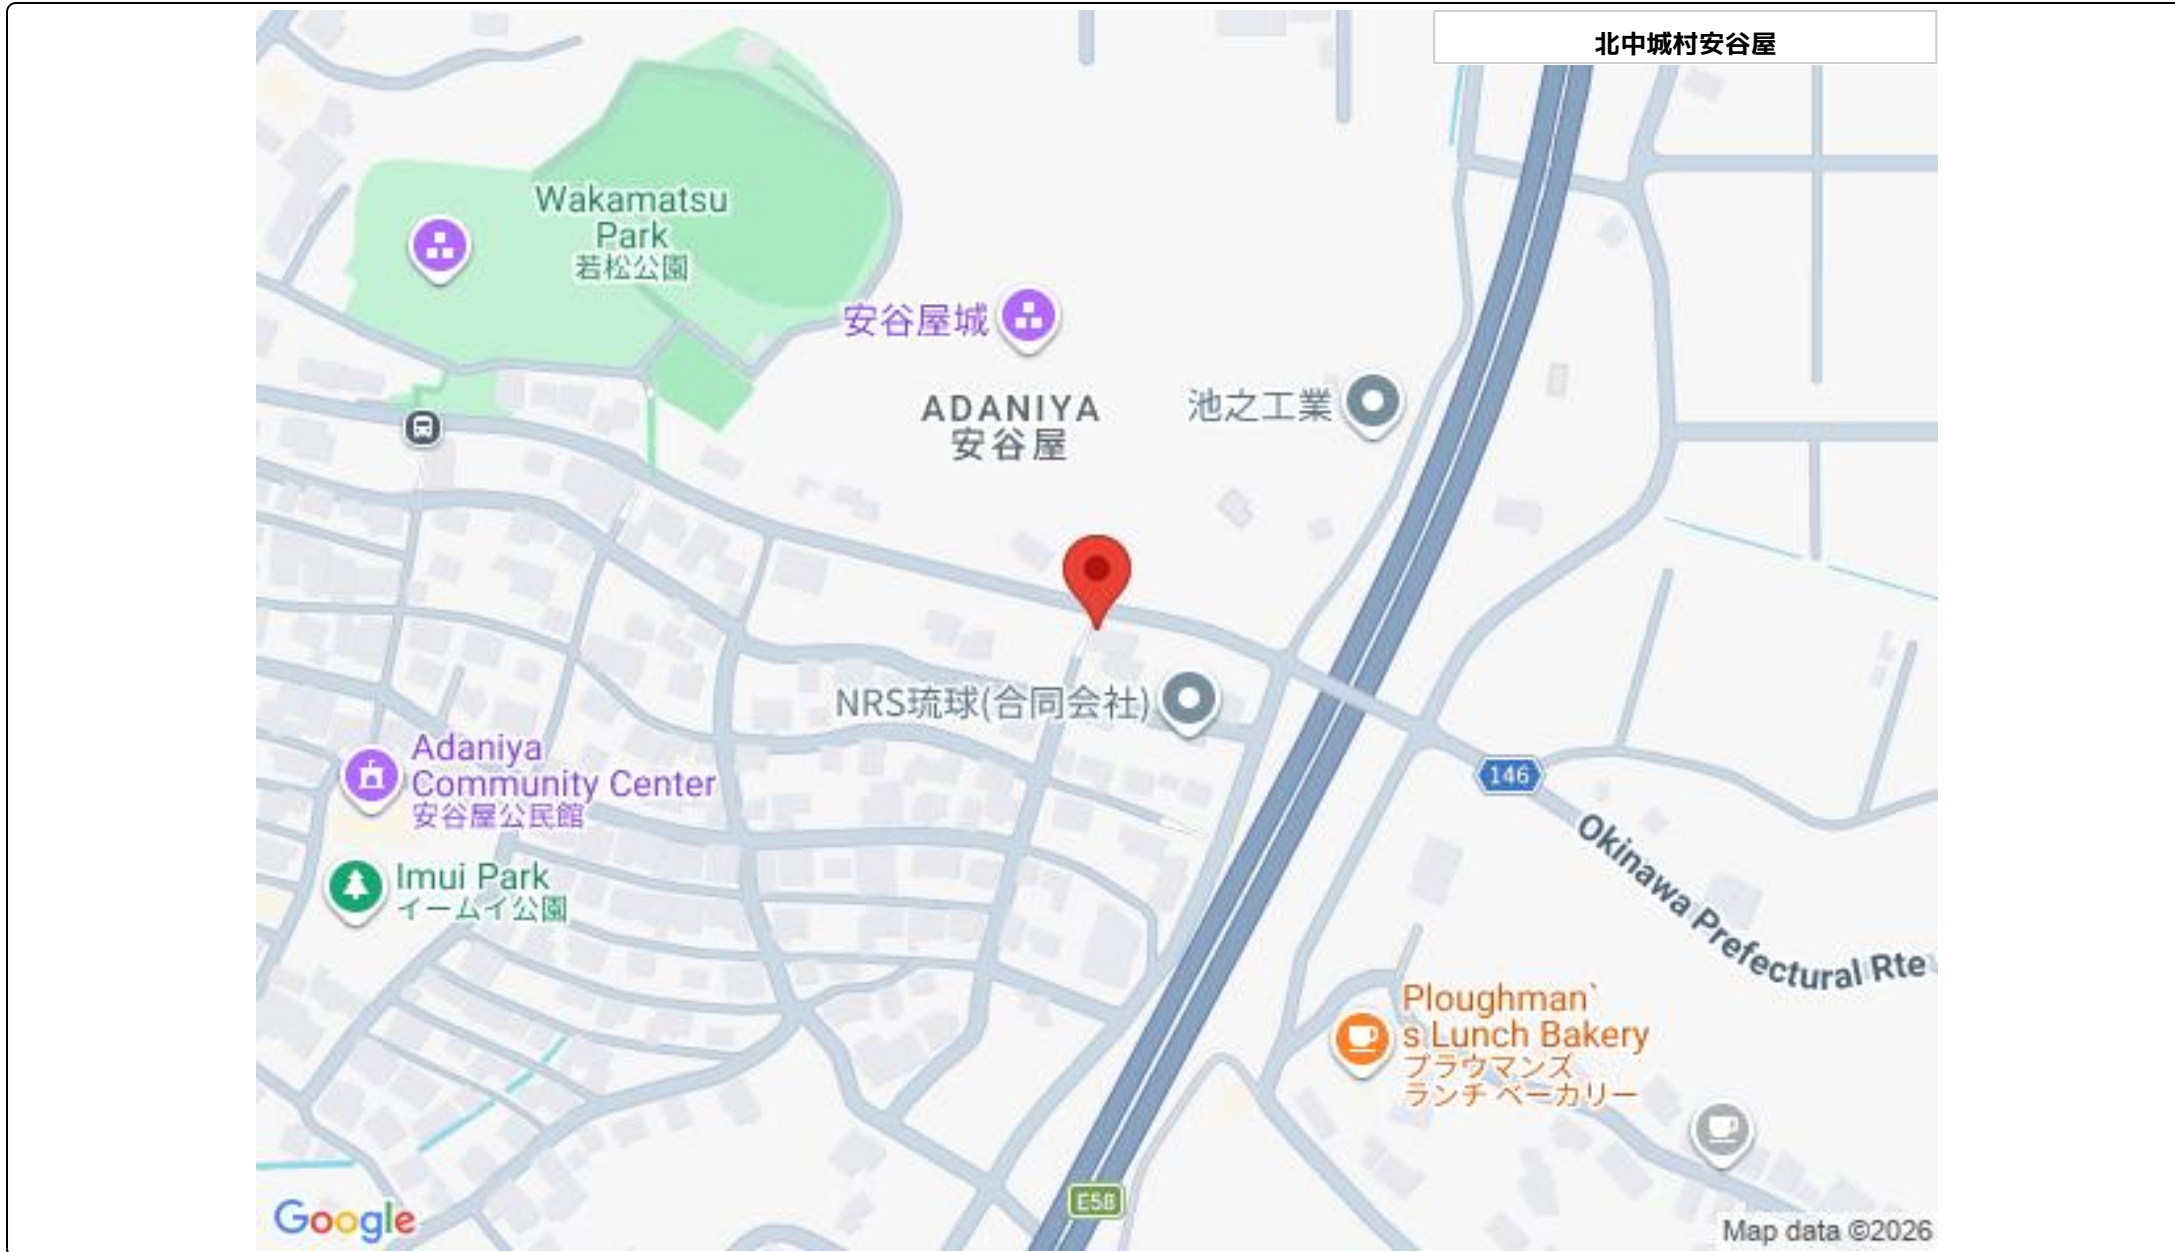 北中城村安谷屋
Wakamatsu
Park
若松公園
安谷屋城
ADANIYA
安谷屋
池之工業
NRS琉球(合同会社)
Adaniya
Community Center
安谷屋公民館
146
Imui Park
イームイ公園
Okinawa Prefectural Rte
Ploughman`
s Lunch Bakery
プラウマンズ
ランチ ベーカリー
E58
Google
Map data ©2026